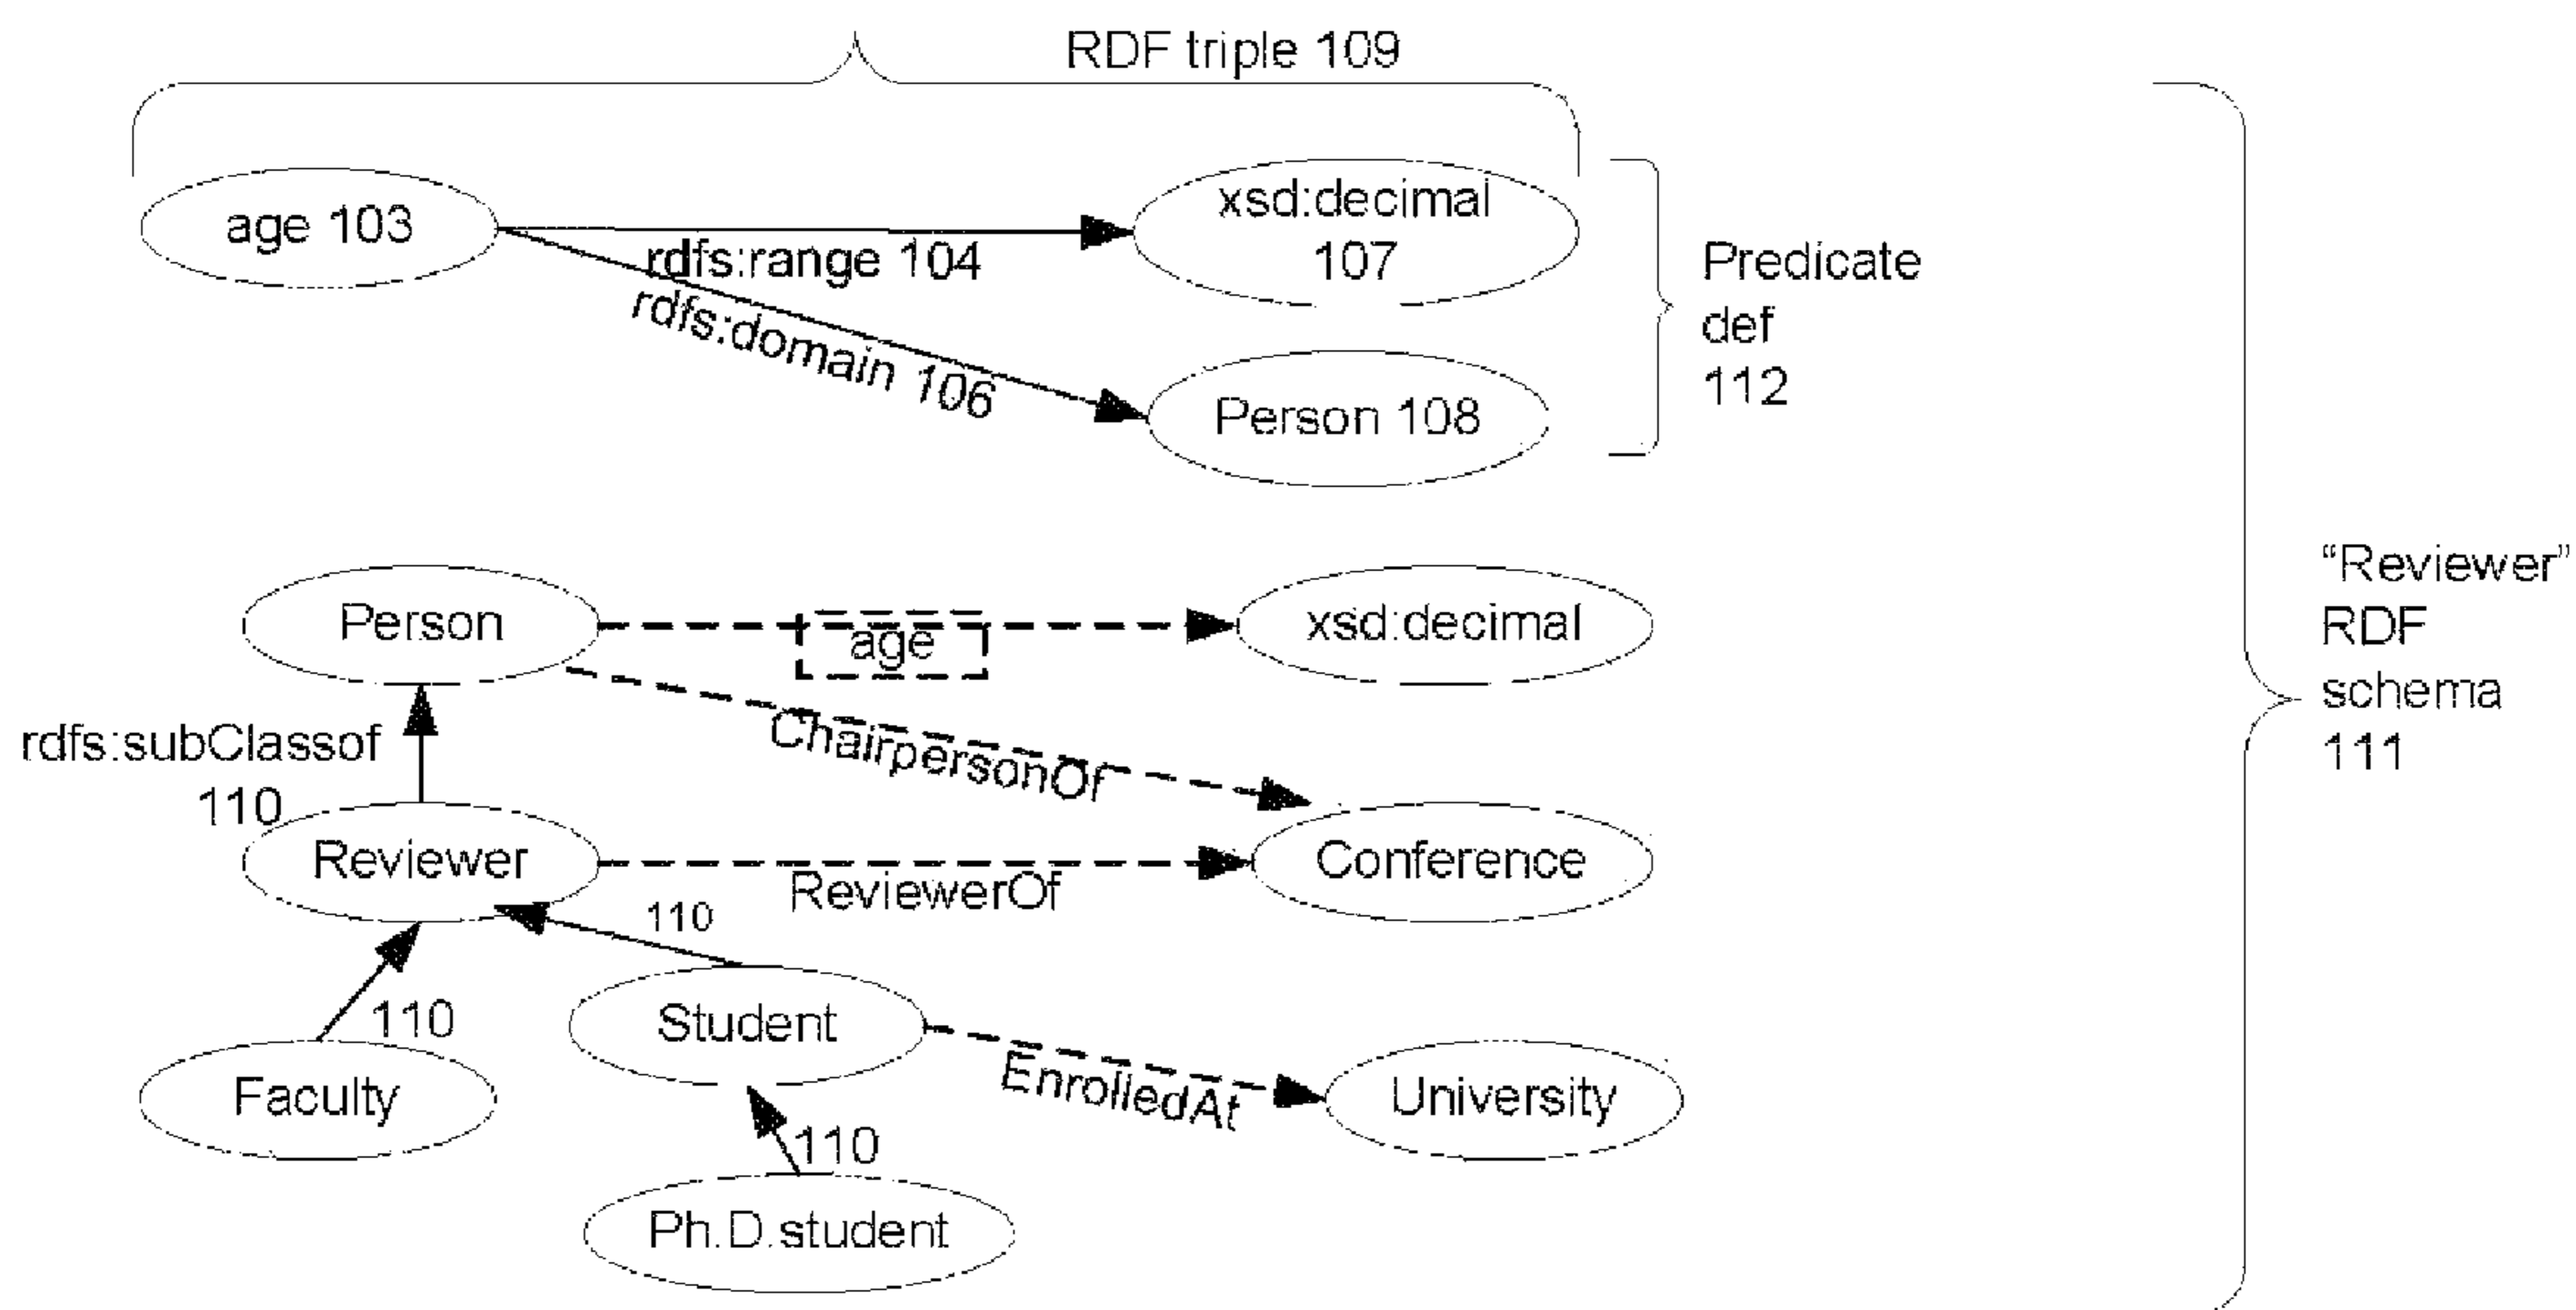 RDF triple 109
age 103
rdfs:range 104
rdfs:domain 106
xsd:decimal
107
Person 108
Predicate
def
112
Person
age
xsd:decimal
ChairpersonOf
rdfs:subClassof
110
Reviewer
ReviewerOf
Conference
110
110
Faculty
Student
EnrolledAt
University
110
Ph.D.student
“Reviewer”
RDF
schema
111